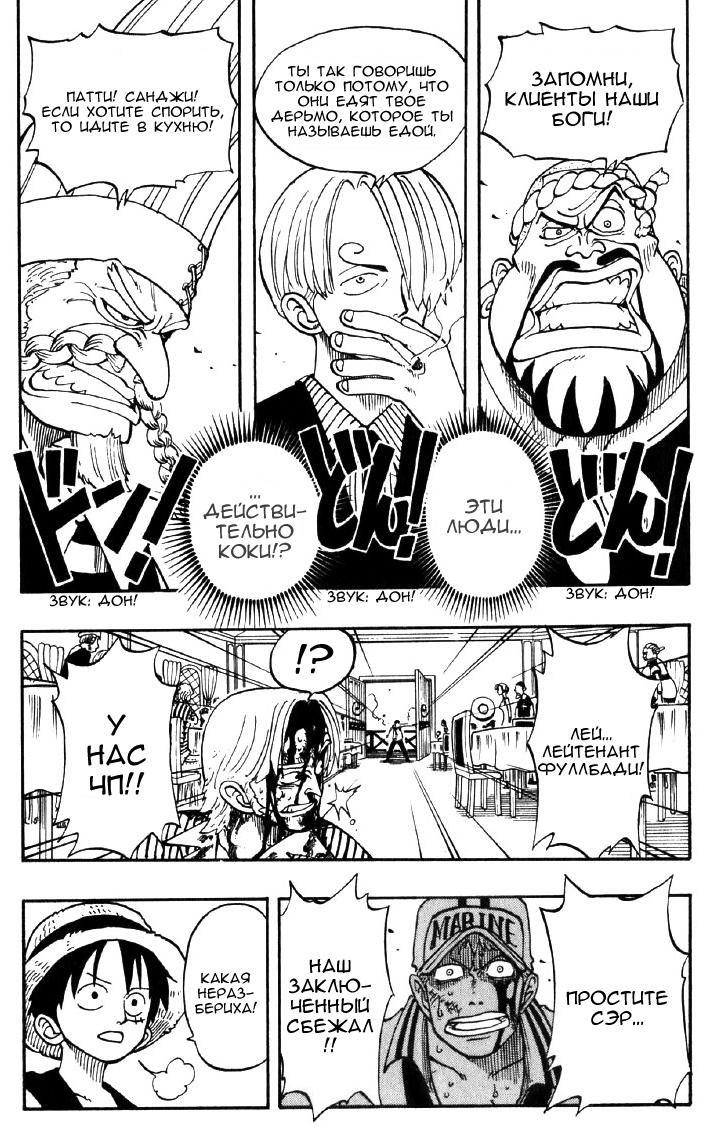 ЗАПОМНИ,
КЛИЕНТЫ НАШИ
БОГИ!
ТЫ ТАК ГОВОРИШЬ
ТОЛЬКО ПОТОМУ, ЧТО
ОНИ ЕДЯТ ТВОЕ
ДЕРЬМО, КОТОРОЕ ТЫ
НАЗЫВАЕШЬ ЕДОЙ.
ПАТТИ! САНДЖИ!
ЕСЛИ ХОТИТЕ СПОРИТЬ,
ТО ИДИТЕ В КУХНЮ!
どん!!
ЭТИ
ЛЮДИ...
どん!!
...
ДЕЙСТВИ-
ТЕЛЬНО
КОКИ!?
ドーン!!
ЗВУК: ДОН!
ЗВУК: ДОН!
ЗВУК: ДОН!
ЛЕЙ...
ЛЕЙТЕНАНТ
ФУЛЛБАДИ!
!?
У
НАС
ЧП!!
ПРОСТИТЕ
СЭР...
MARINE
НАШ
ЗАКЛЮ-
ЧЕННЫЙ
СБЕЖАЛ
!!
КАКАЯ
НЕРАЗ-
БЕРИХА!